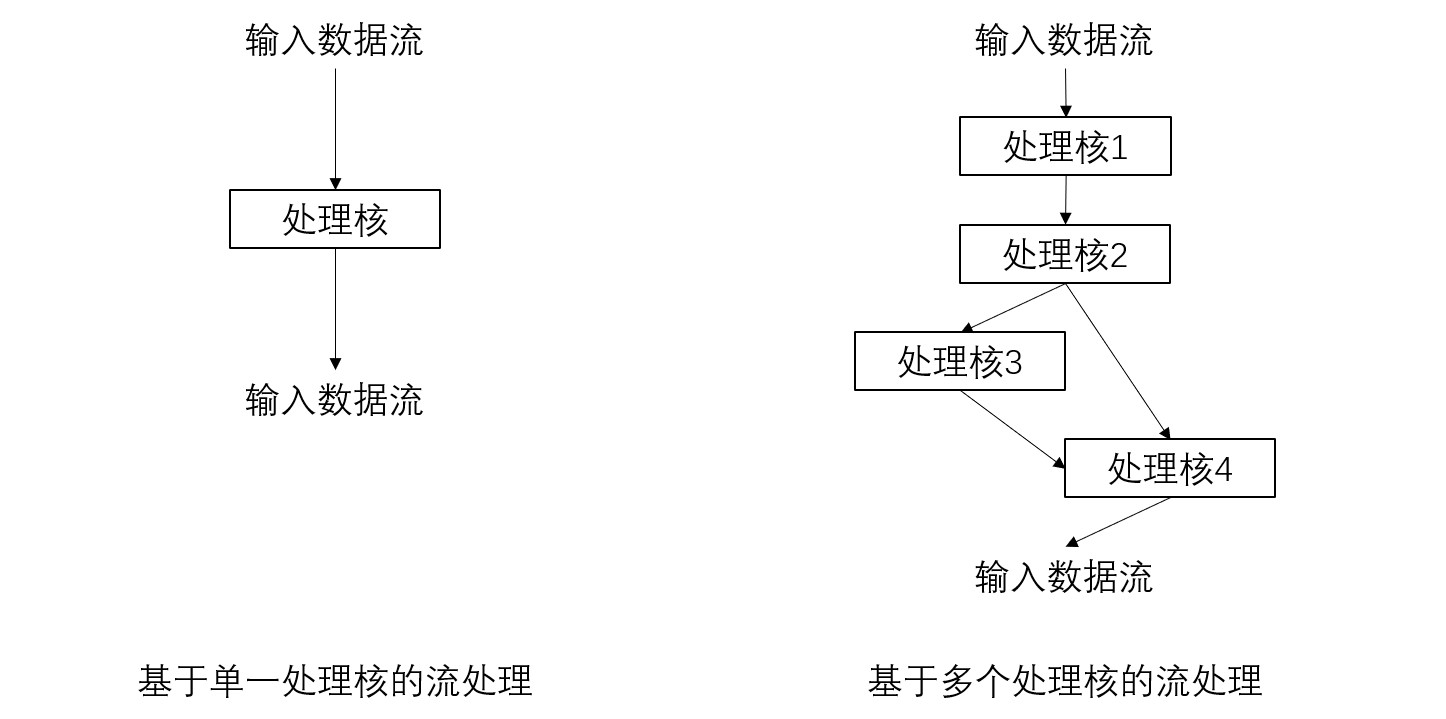 输入数据流
处理核
输入数据流
基于单一处理核的流处理
输入数据流
处理核1
处理核2
处理核3
处理核4
输入数据流
基于多个处理核的流处理